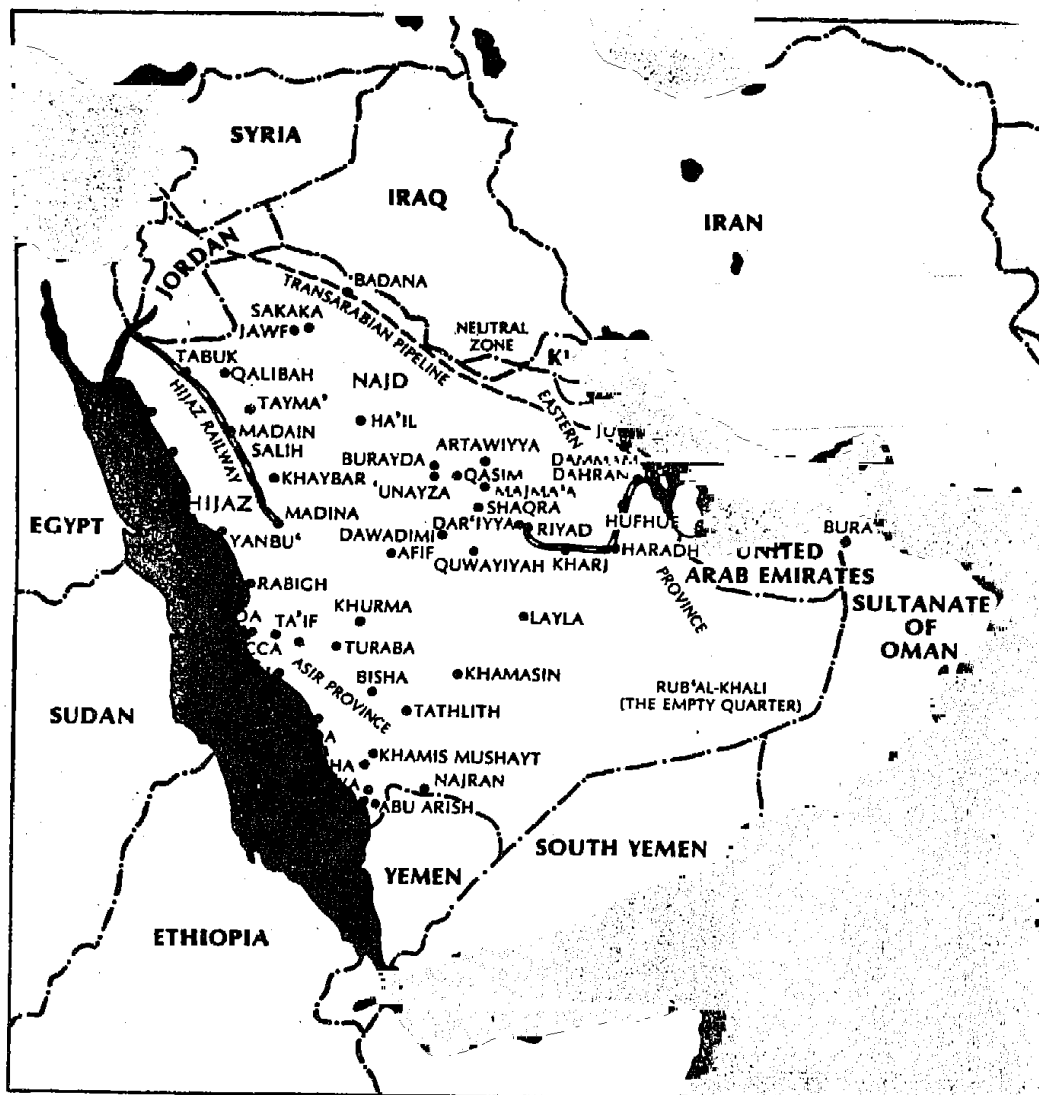 SYRIA
IRAQ
IRAN
JORDAN
BADANA
TRANSARABIAN PIPELINE
SAKAKA
JAWF
NEUTRAL
ZONE
TABUK
QALIBAH
NAJD
EASTERN
HIJAZ RAILWAY
TAYMA'
HA'IL
MADAIN
SALIH
ARTAWIYYA
BURAYDA
QASIM
DAMMAM
DAHRAN
KHAYBAR
'UNAYZA
MAJMA'A
SHAQRA
HIJAZ
MADINA
DAR'IYYA
RIYAD
HUFHUF
EGYPT
YANBU'
DAWADIMI
AFIF
QUWAYIYAH
KHARJ
HARADH
UNITED
ARAB EMIRATES
PROVINCE
RABIGH
KHURMA
LAYLA
SULTANATE
OF
OMAN
TA'IF
TURABA
ASIR PROVINCE
BISHA
KHAMASIN
RUB'AL-KHALI
(THE EMPTY QUARTER)
SUDAN
TATHLITH
KHAMIS MUSHAYT
NAJRAN
ABU ARISH
SOUTH YEMEN
YEMEN
ETHIOPIA